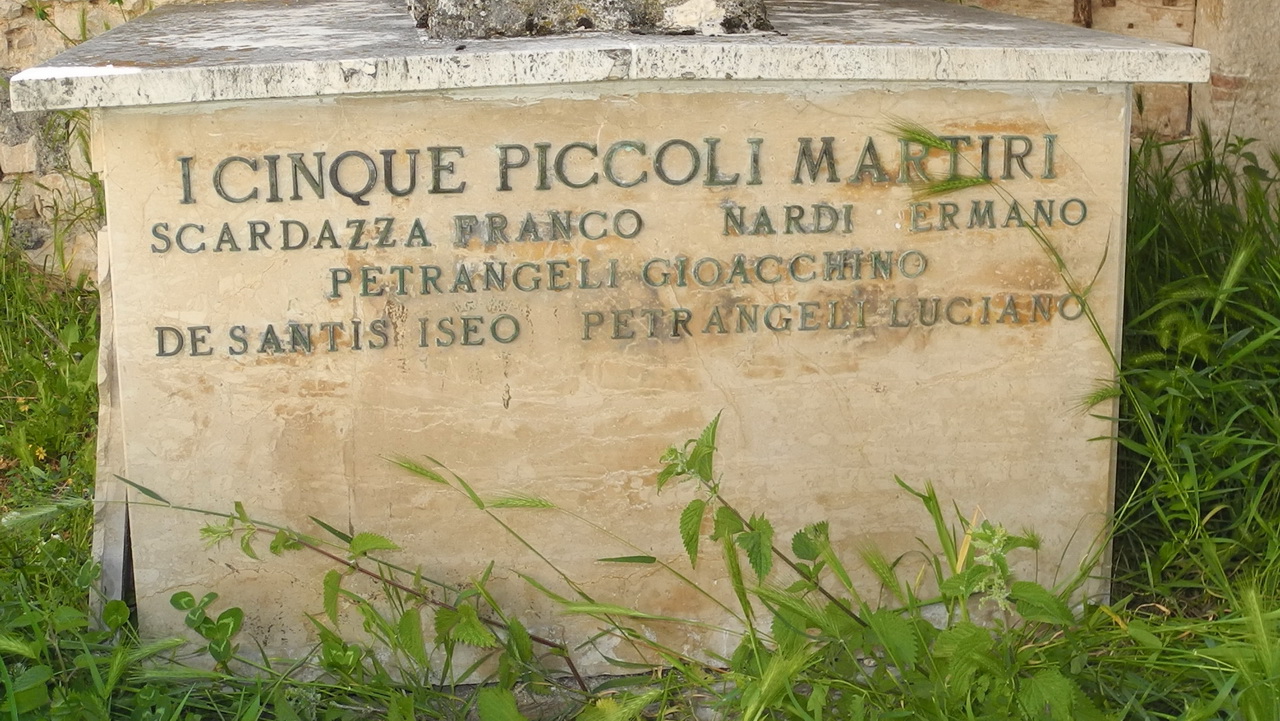 I CINQUE PICCOLI MARTIRI
SCARDAZZA FRANCO NARDI ERMANO
PETRANGELI GIOACCHINO
DE SANTIS ISEO PETRANGELI LUCIANO